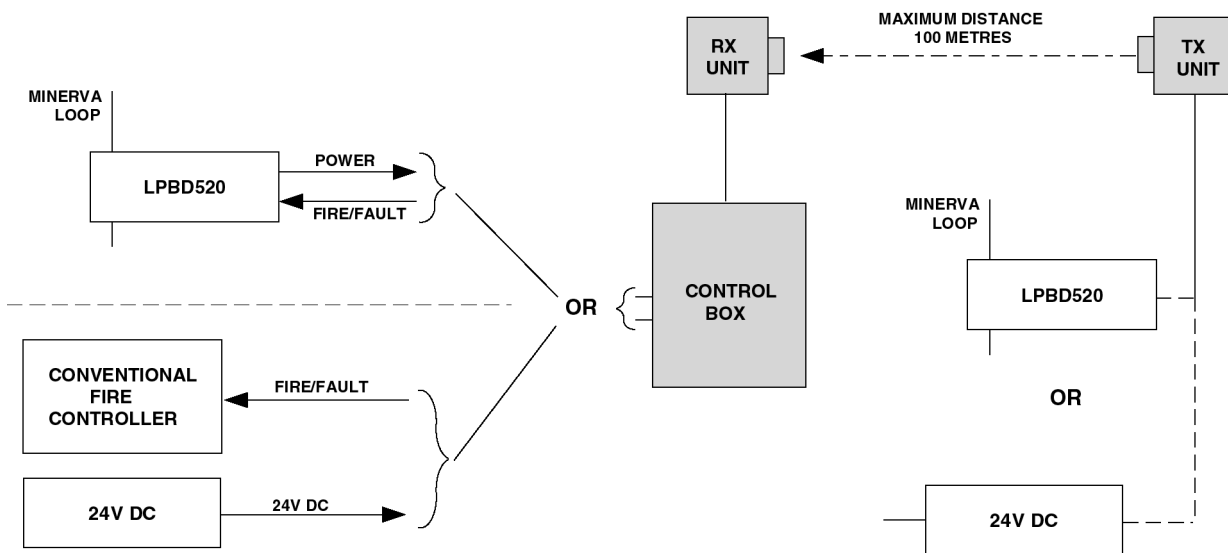 MAXIMUM DISTANCE
100 METRES
RX
UNIT
TX
UNIT
MINERVA
LOOP
LPBD520
POWER
FIRE/FAULT
OR
CONTROL
BOX
MINERVA
LOOP
LPBD520
OR
24V DC
CONVENTIONAL
FIRE
CONTROLLER
FIRE/FAULT
24V DC
24V DC